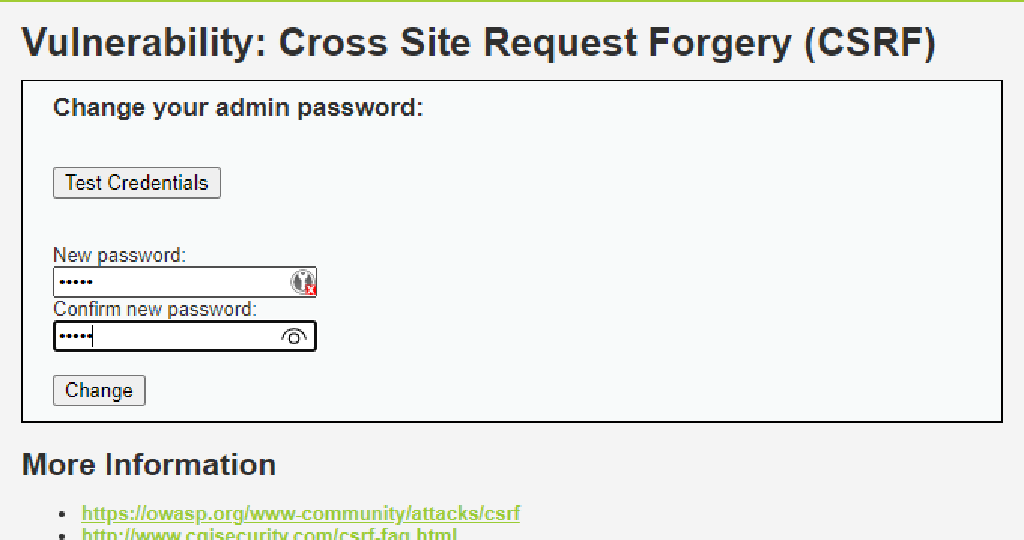 Vulnerability: Cross Site Request Forgery (CSRF)
Change your admin password:
Test Credentials
New password:
•••••
Confirm new password:
•••••
Change
More Information
• https://owasp.org/www-community/attacks/csrf
• http://www.cgisecurity.com/csrf-faq.html